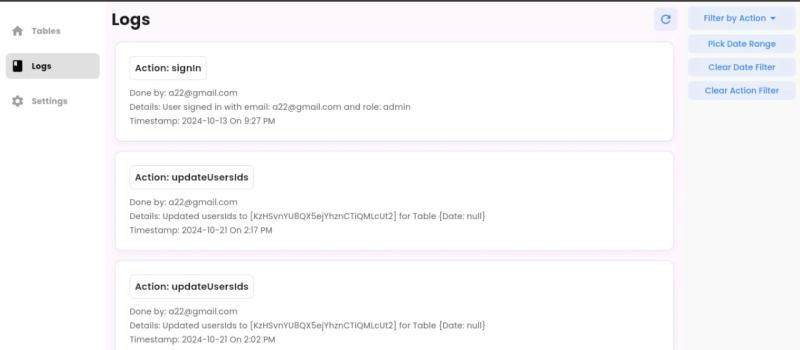 Tables
Logs
Settings
Logs
Action: signIn
Done by: a22@gmail.com
Details: User signed in with email: a22@gmail.com and role: admin
Timestamp: 2024-10-13 On 9:27 PM
Action: updateUsersIds
Done by: a22@gmail.com
Details: Updated usersIds to [KzHSvnYU8QX5ejYhznCTiQMLcUt2] for Table {Date: null}
Timestamp: 2024-10-21 On 2:17 PM
Action: updateUsersIds
Done by: a22@gmail.com
Details: Updated usersIds to [KzHSvnYU8QX5ejYhznCTiQMLcUt2] for Table {Date: null}
Timestamp: 2024-10-21 On 2:02 PM
Filter by Action
Pick Date Range
Clear Date Filter
Clear Action Filter